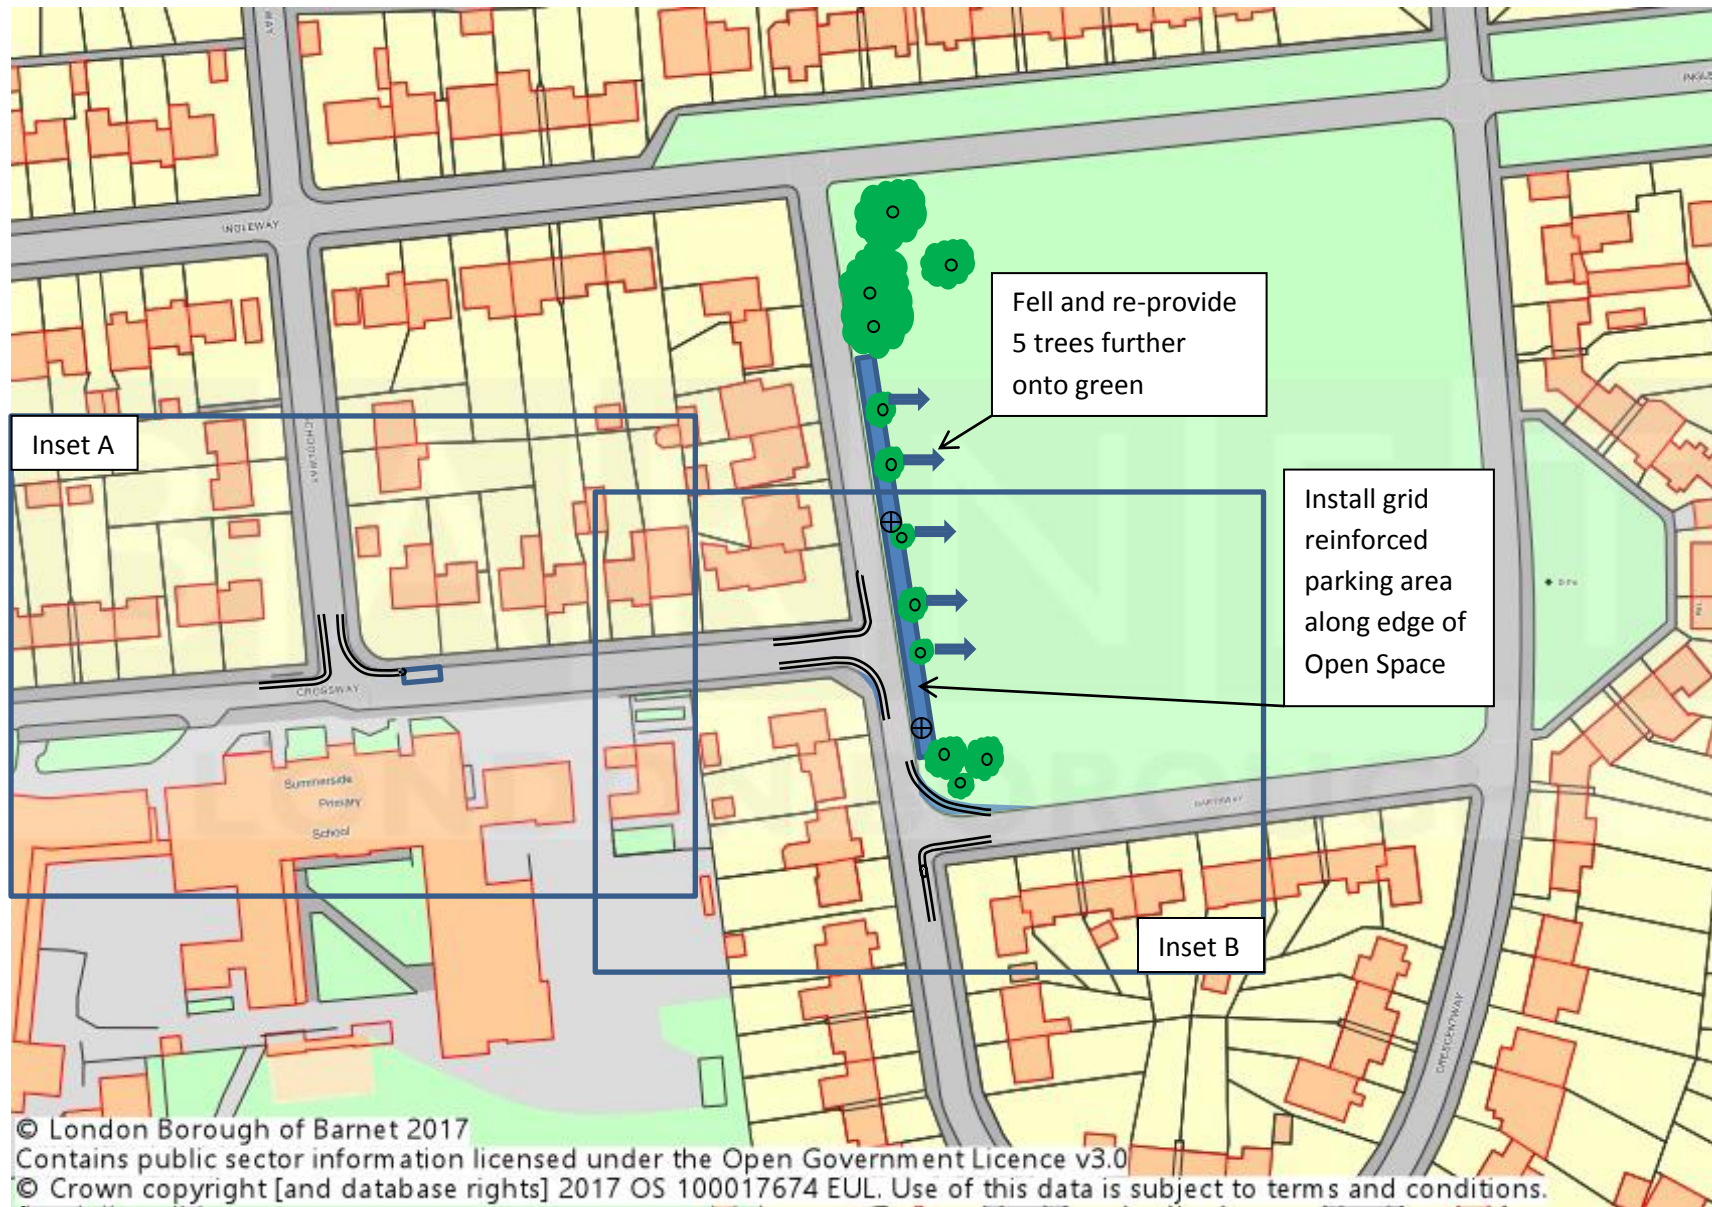 INGLEWAY
Fell and re-provide
5 trees further
onto green
Inset A
Install grid
reinforced
parking area
along edge of
Open Space
CROSSWAY
Summerside
Primary
School
Inset B
CRESCENTWAY
© London Borough of Barnet 2017
Contains public sector information licensed under the Open Government Licence v3.0
© Crown copyright [and database rights] 2017 OS 100017674 EUL. Use of this data is subject to terms and conditions.